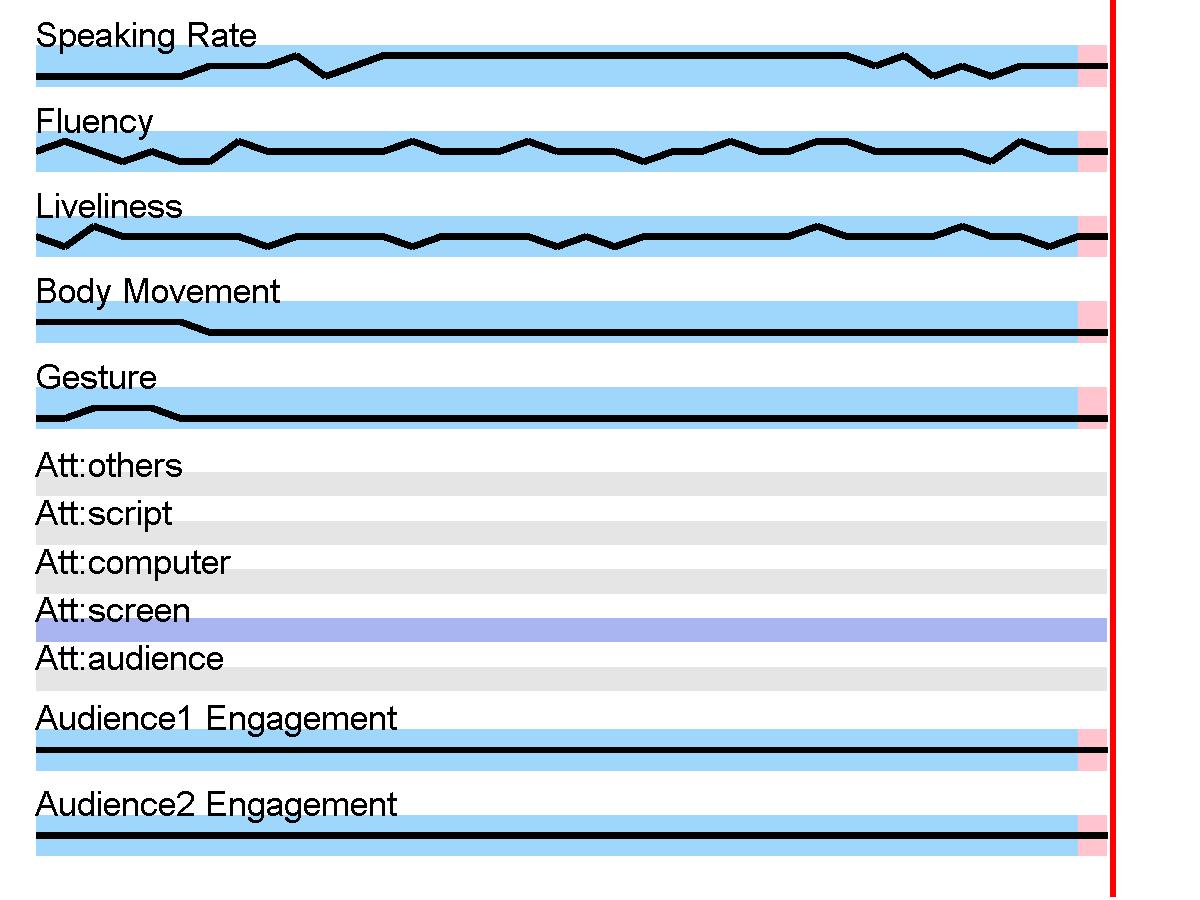 Speaking Rate
Fluency
Liveliness
Body Movement
Gesture
Att:others
Att:script
Att:computer
Att:screen
Att:audience
Audience1 Engagement
Audience2 Engagement